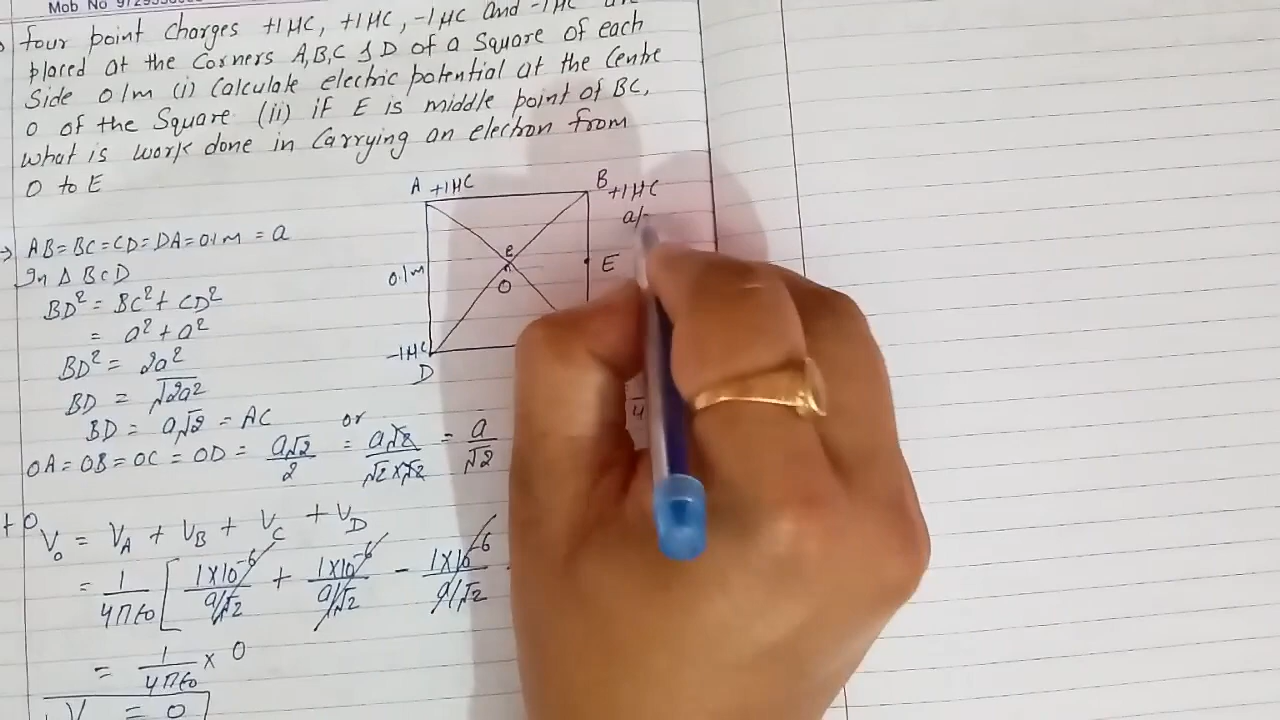 Mob No
four point charges +1μC, +1μC, -1μC and -1μC
placed at the corners A,B,C & D of a square of each
side 0.1m (i) Calculate electric potential at the centre
O of the square (ii) if E is middle point of BC,
what is work done in carrying an electron from
O to E
A +1μC
B +1μC
a/
→ AB=BC=CD=DA=0.1m = a
In Δ BCD
BD² = BC² + CD²
= a² + a²
BD² = 2a²
BD = √2a²
BD = a√2 = AC
0.1m
e
O
E
-1μC
D
OA = OB = OC = OD = a√2/2 or = a√2/√2×√2 = a/√2
V₀ = V_A + V_B + V_C + V_D
= 1/4πε₀ [ 1×10⁻⁶/a/√2 + 1×10⁻⁶/a/√2 - 1×10⁻⁶/a/√2
= 1/4πε₀ × 0
V = 0